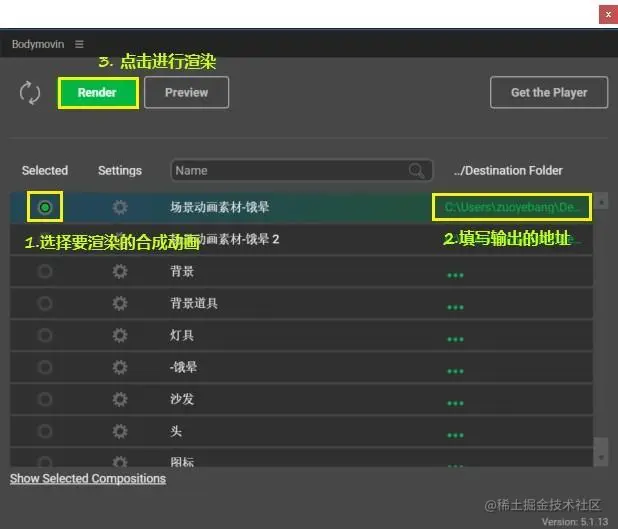 x
Bodymovin
3. 点击进行渲染
Render
Preview
Get the Player
Selected
Settings
Name
../Destination Folder
场景动画素材-饿晕
C:\Users\zuoyebang\De...
动画素材-饿晕 2
1.选择要渲染的合成动画
2.填写输出的地址
背景
...
背景道具
...
灯具
...
-饿晕
...
沙发
...
头
...
图标
Show Selected Compositions
@稀土掘金技术社区
Version: 5.1.13